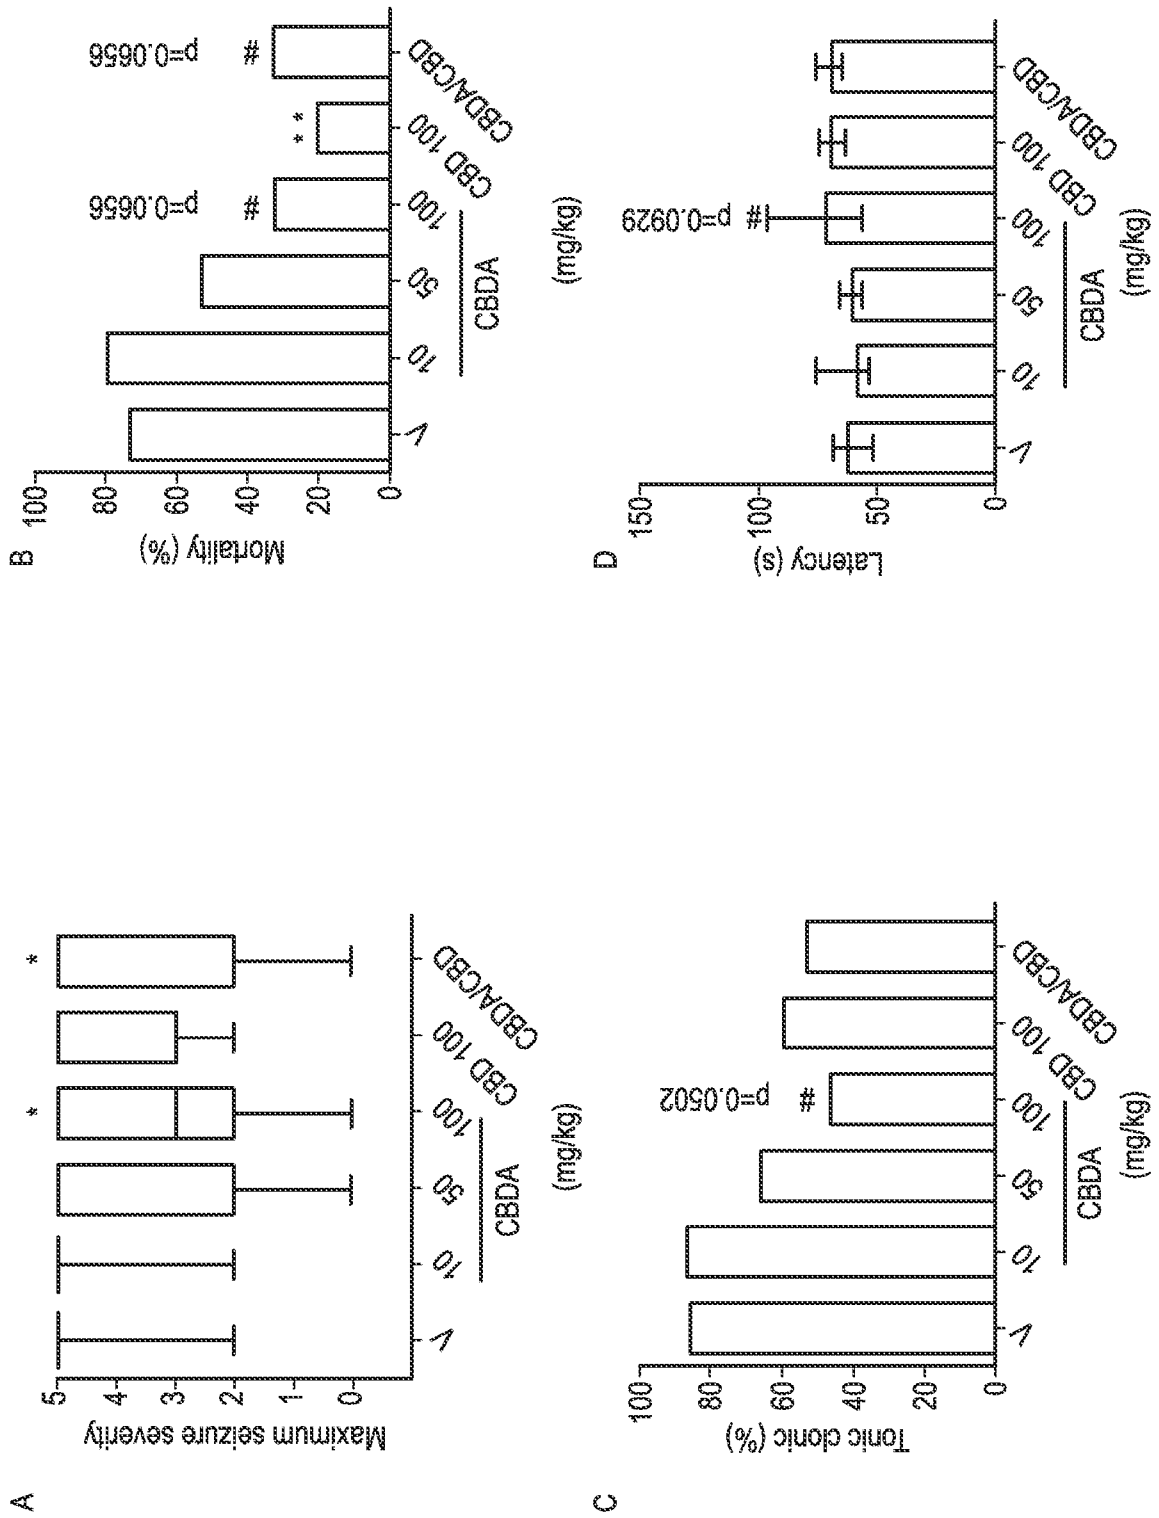 A
Maximum seizure severity
5
4
3
2
1
0
*
*
V
10
50
100
CBD 100
CBDA/CBD
CBDA
(mg/kg)
B
Mortality (%)
100
80
60
40
20
0
#
p=0.0656
**
#
p=0.0656
V
10
50
100
CBD 100
CBDA/CBD
CBDA
(mg/kg)
C
Tonic clonic (%)
100
80
60
40
20
0
p=0.0502
#
V
10
50
100
CBD 100
CBDA/CBD
CBDA
(mg/kg)
D
Latency (s)
150
100
50
0
# p=0.0929
V
10
50
100
CBD 100
CBDA/CBD
CBDA
(mg/kg)